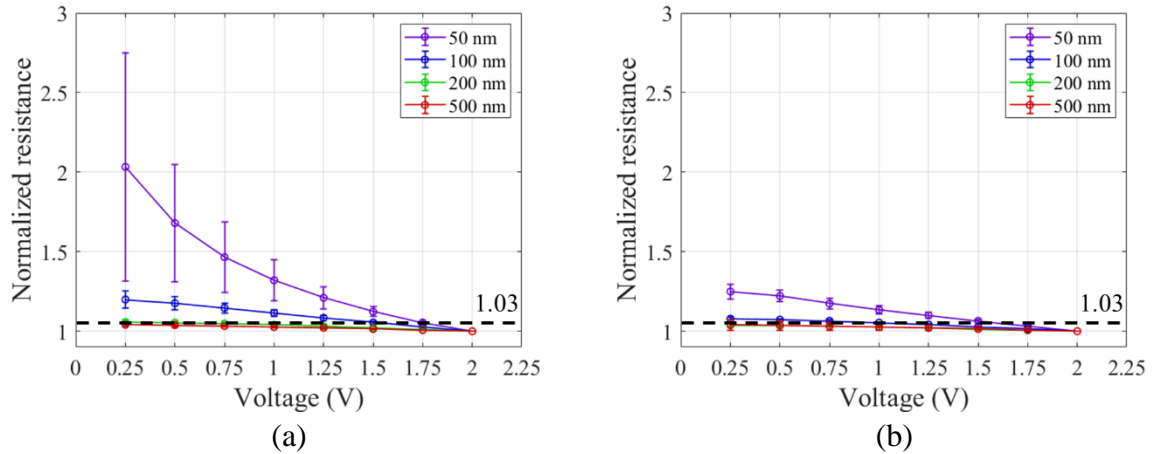 3
2.5
2
1.5
1
Normalized resistance
50 nm
100 nm
200 nm
500 nm
1.03
0 0.25 0.5 0.75 1 1.25 1.5 1.75 2 2.25
Voltage (V)
(a)
3
2.5
2
1.5
1
Normalized resistance
50 nm
100 nm
200 nm
500 nm
1.03
0 0.25 0.5 0.75 1 1.25 1.5 1.75 2 2.25
Voltage (V)
(b)